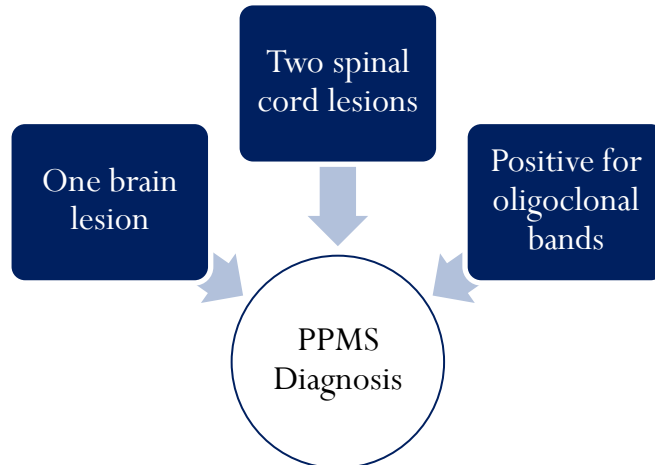 Two spinal
cord lesions
One brain
lesion
Positive for
oligoclonal
bands
PPMS
Diagnosis